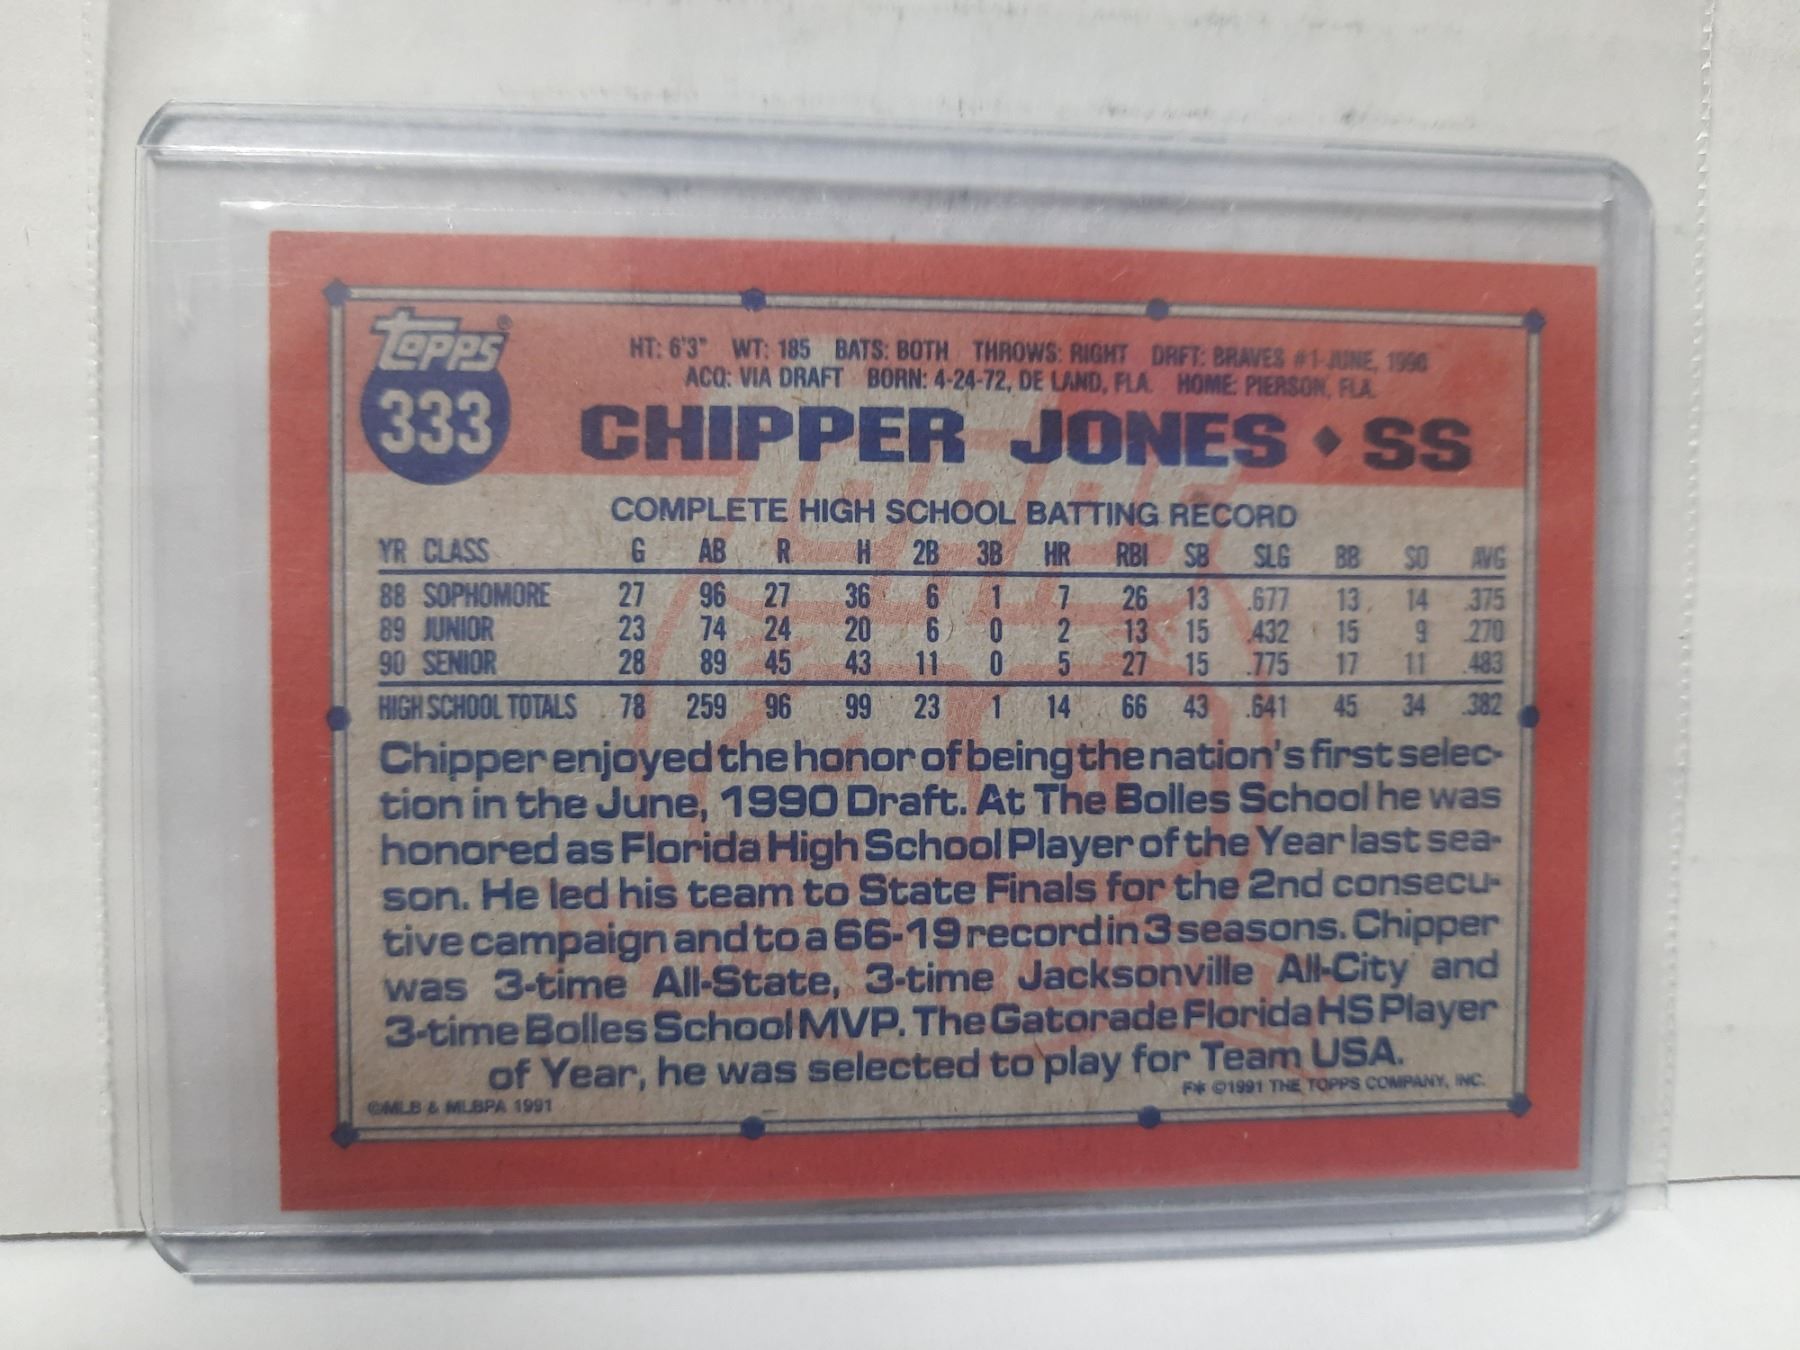 Topps®
333
HT: 6'3" WT: 185 BATS: BOTH THROWS: RIGHT DRFT: BRAVES #1-JUNE, 1990
ACQ: VIA DRAFT BORN: 4-24-72, DE LAND, FLA. HOME: PIERSON, FLA.
CHIPPER JONES ♦ SS
COMPLETE HIGH SCHOOL BATTING RECORD
YR CLASS G AB R H 2B 3B HR RBI SB SLG BB SO AVG
88 SOPHOMORE 27 96 27 36 6 1 7 26 13 .677 13 14 .375
89 JUNIOR 23 74 24 20 6 0 2 13 15 .432 15 9 .270
90 SENIOR 28 89 45 43 11 0 5 27 15 .775 17 11 .483
HIGH SCHOOL TOTALS 78 259 96 99 23 1 14 66 43 .641 45 34 .382
Chipper enjoyed the honor of being the nation's first selec-
tion in the June, 1990 Draft. At The Bolles School he was
honored as Florida High School Player of the Year last sea-
son. He led his team to State Finals for the 2nd consecu-
tive campaign and to a 66-19 record in 3 seasons. Chipper
was 3-time All-State, 3-time Jacksonville All-City and
3-time Bolles School MVP. The Gatorade Florida HS Player
of Year, he was selected to play for Team USA.
F* ©1991 THE TOPPS COMPANY, INC.
©MLB & MLBPA 1991